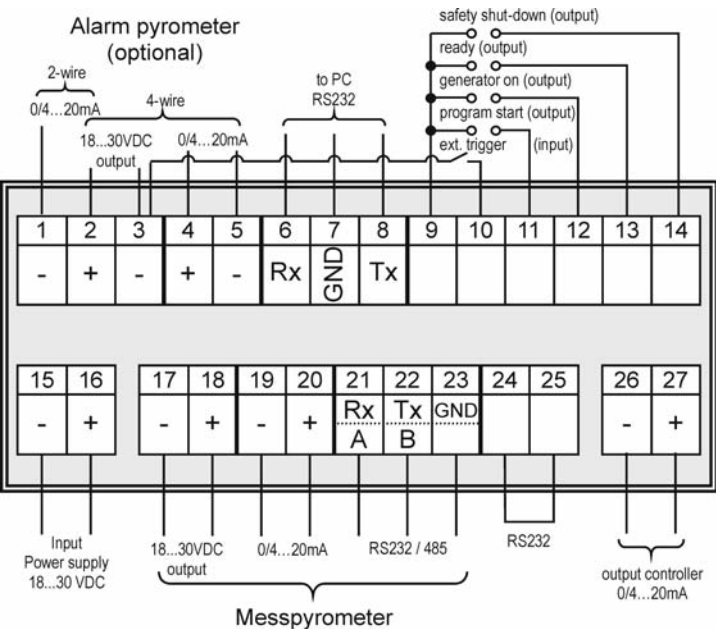 Alarm pyrometer
(optional)
2-wire
0/4...20mA
4-wire
18...30VDC
output
0/4...20mA
to PC
RS232
safety shut-down (output)
ready (output)
generator on (output)
program start (output)
ext. trigger (input)
1 2 3 4 5 6 7 8 9 10 11 12 13 14
- + - + - Rx GND Tx
15 16 17 18 19 20 21 22 23 24 25 26 27
- + - + - + Rx Tx GND - +
A B
Input
Power supply
18...30 VDC
18...30VDC
output
0/4...20mA
RS232 / 485
RS232
output controller
0/4...20mA
Messpyrometer